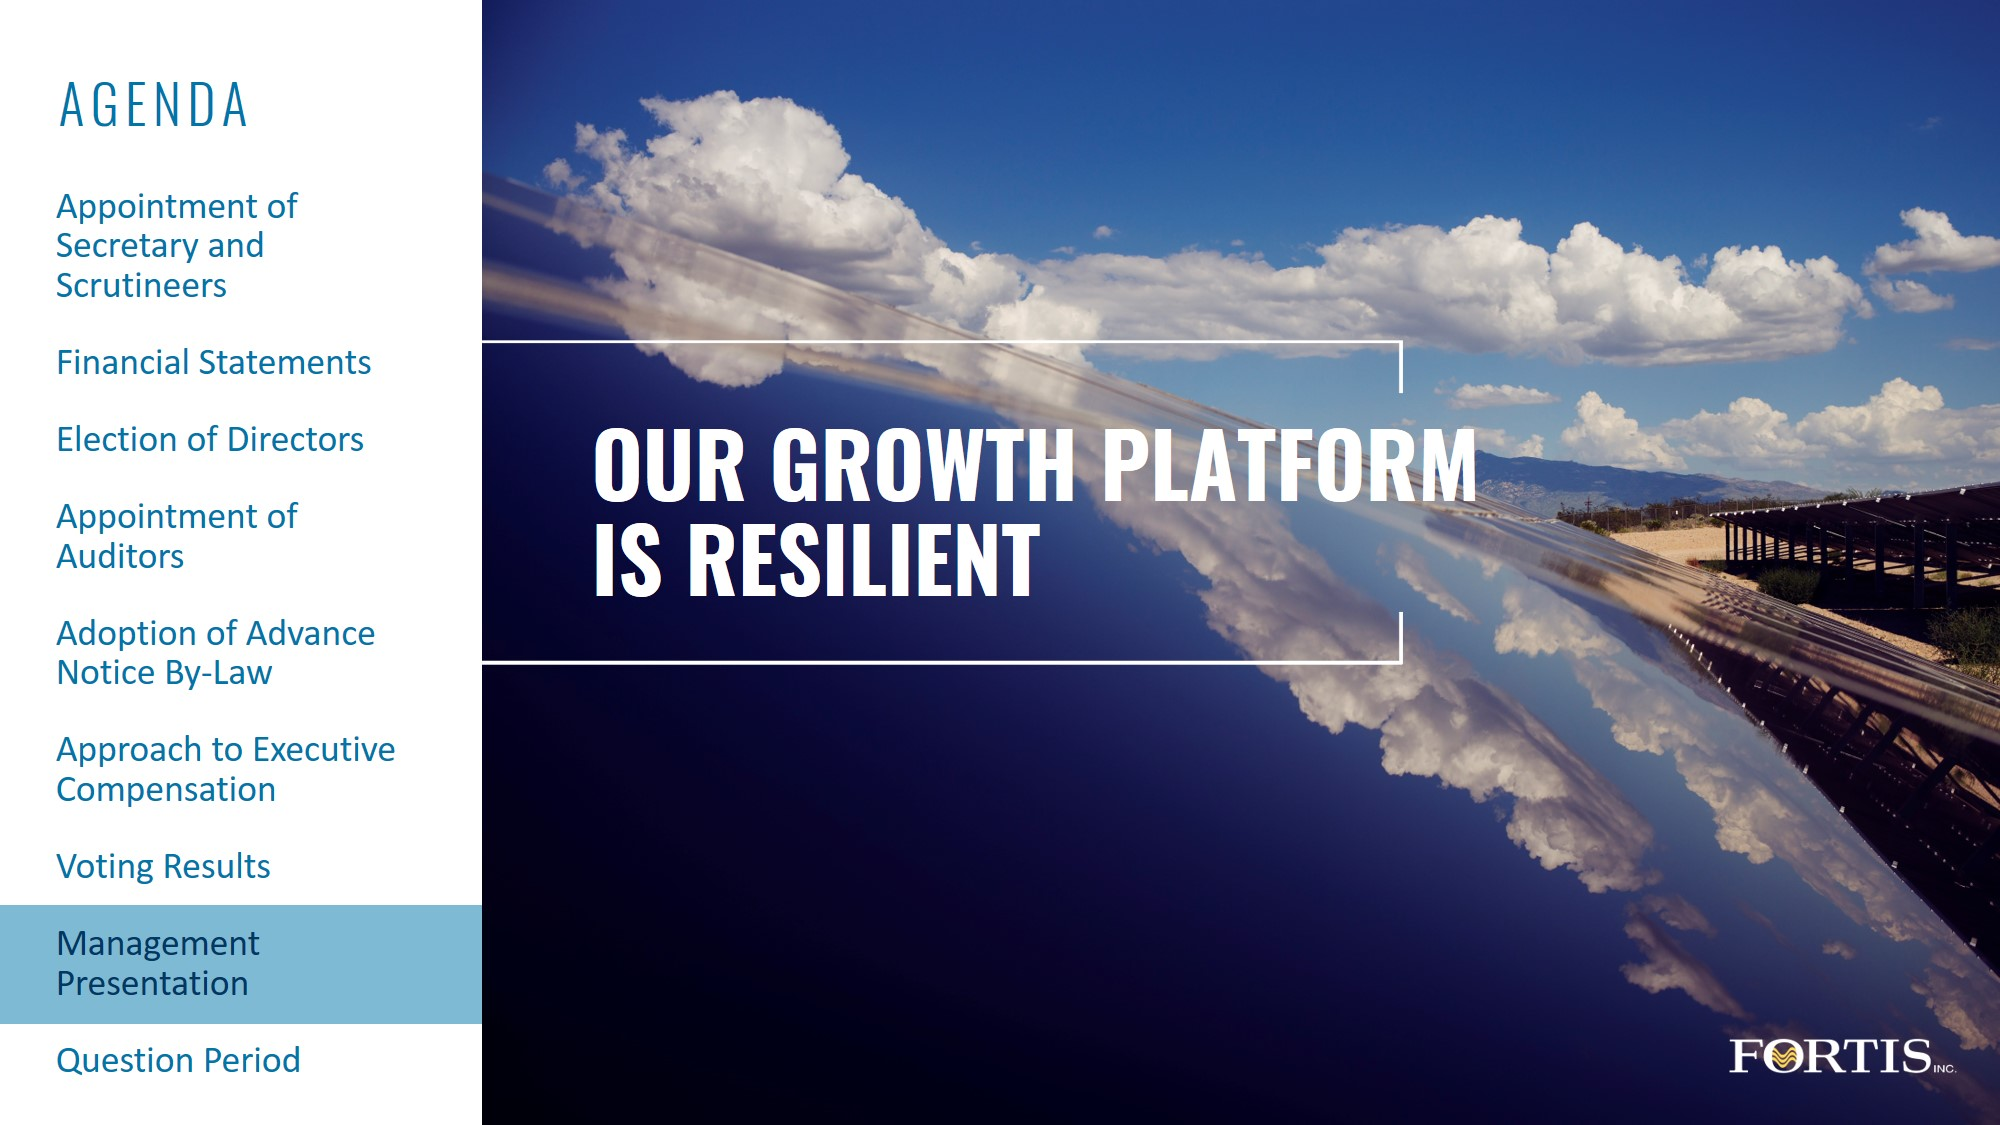 AGENDA
Appointment of
Secretary and
Scrutineers
Financial Statements
Election of Directors
Appointment of
Auditors
Adoption of Advance
Notice By-Law
Approach to Executive
Compensation
Voting Results
Management
Presentation
Question Period
OUR GROWTH PLATFORM
IS RESILIENT
FORTIS INC.